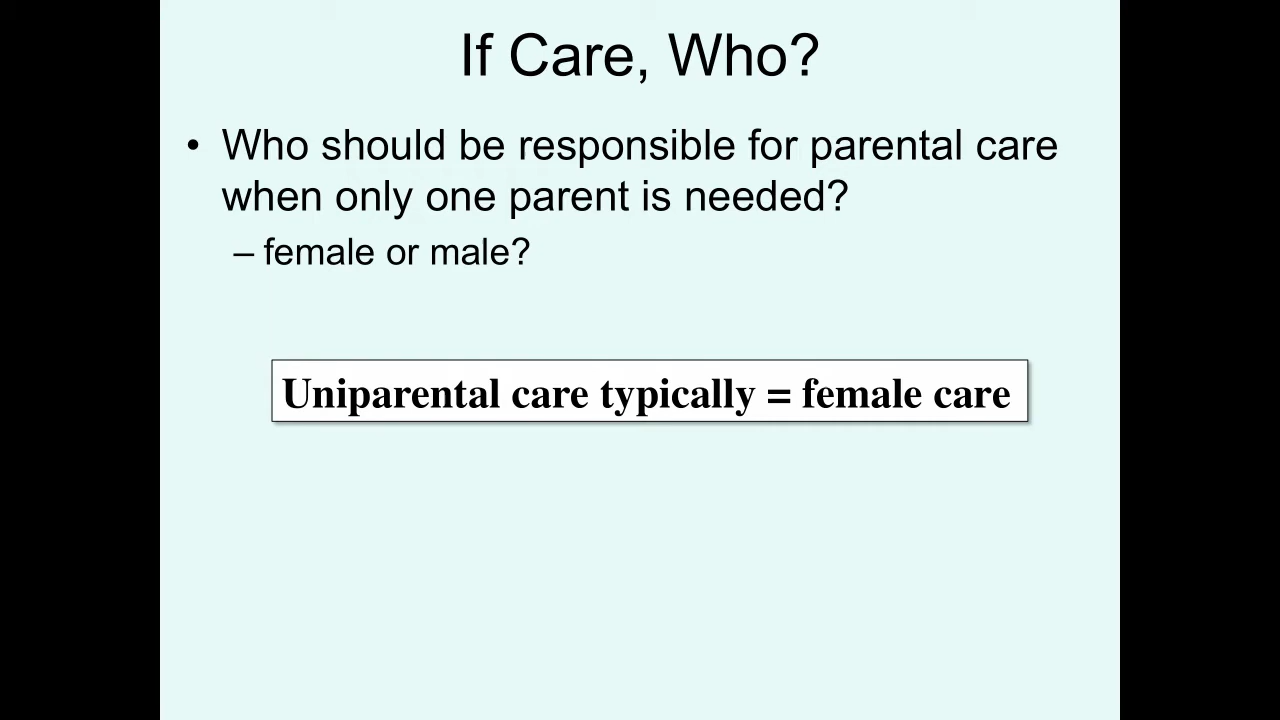 If Care, Who?
• Who should be responsible for parental care
when only one parent is needed?
– female or male?
Uniparental care typically = female care